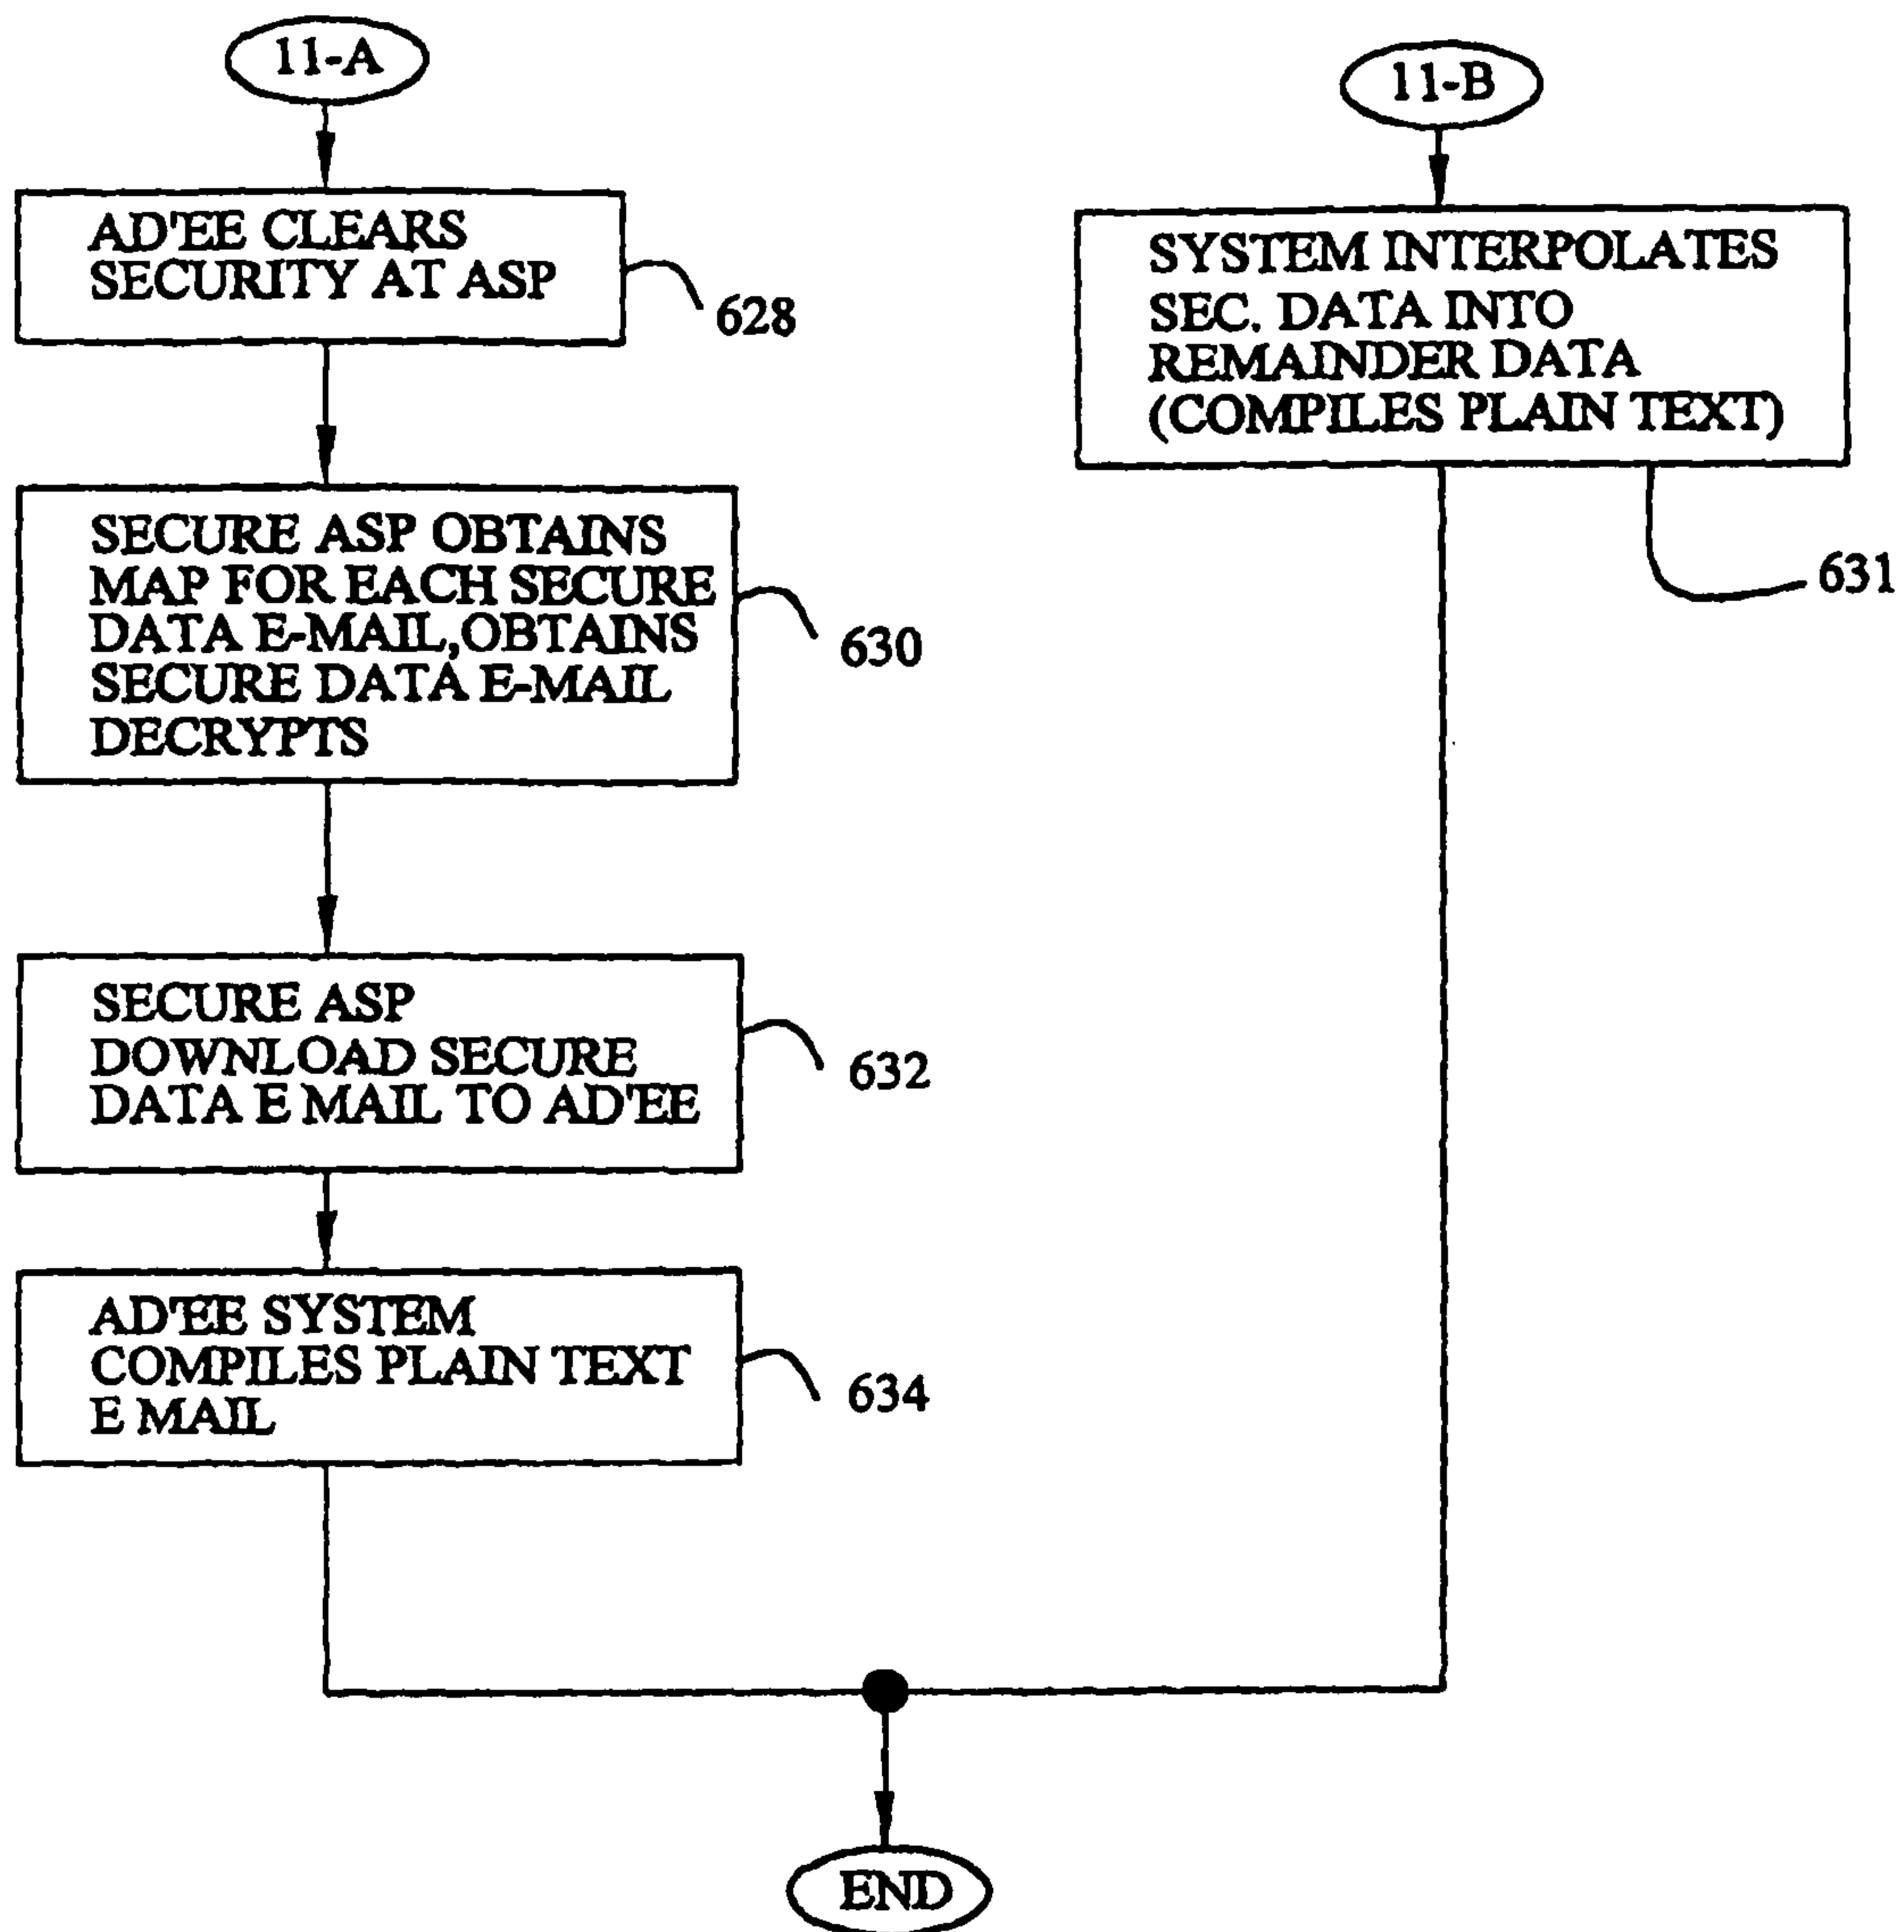 11-A
AD'EE CLEARS
SECURITY AT ASP
628
SECURE ASP OBTAINS
MAP FOR EACH SECURE
DATA E-MAIL,OBTAINS
SECURE DATA E-MAIL
DECRYPTS
630
SECURE ASP
DOWNLOAD SECURE
DATA E MAIL TO AD'EE
632
AD'EE SYSTEM
COMPILES PLAIN TEXT
E MAIL
634
11-B
SYSTEM INTERPOLATES
SEC. DATA INTO
REMAINDER DATA
(COMPILES PLAIN TEXT)
631
END